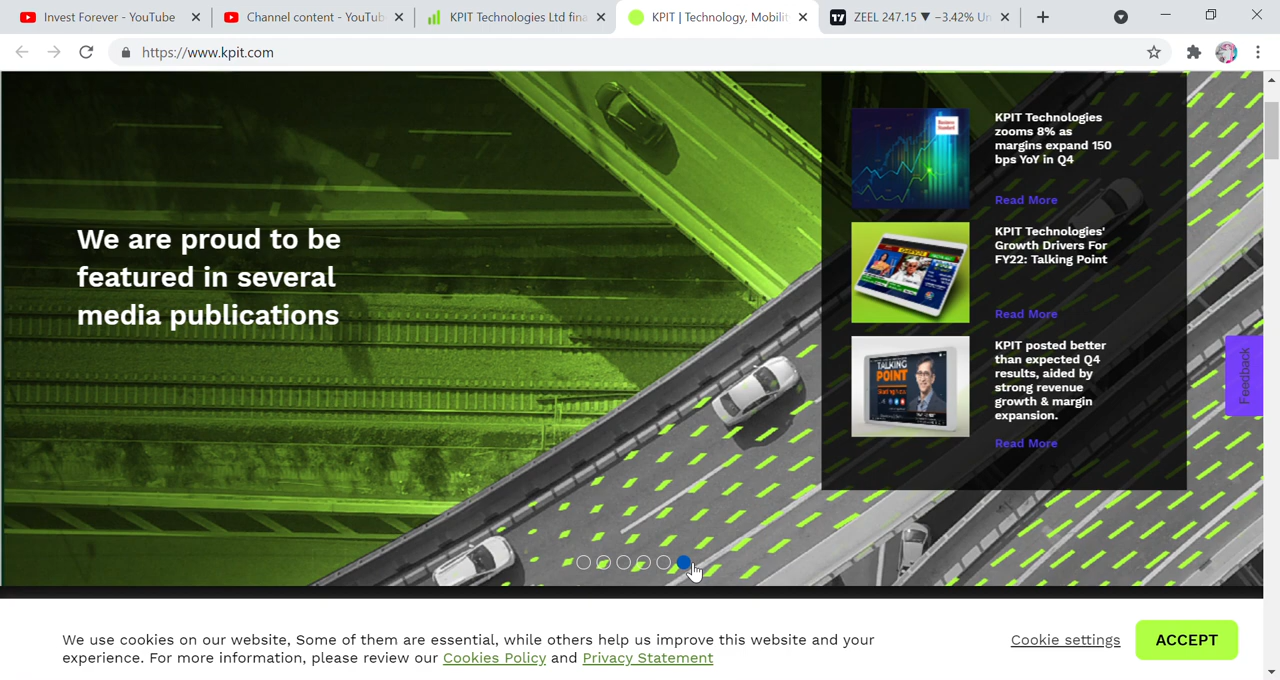 Invest Forever - YouTube
Channel content - YouTub
KPIT Technologies Ltd fina
KPIT | Technology, Mobilit
ZEEL 247.15 ▼ −3.42% Un
https://www.kpit.com
We are proud to be
featured in several
media publications
Business
Standard
KPIT Technologies
zooms 8% as
margins expand 150
bps YoY in Q4
Read More
KPIT Technologies'
Growth Drivers For
FY22: Talking Point
Read More
TALKING
POINT
KPIT posted better
than expected Q4
results, aided by
strong revenue
growth & margin
expansion.
Read More
Feedback
We use cookies on our website, Some of them are essential, while others help us improve this website and your
experience. For more information, please review our Cookies Policy and Privacy Statement
Cookie settings
ACCEPT